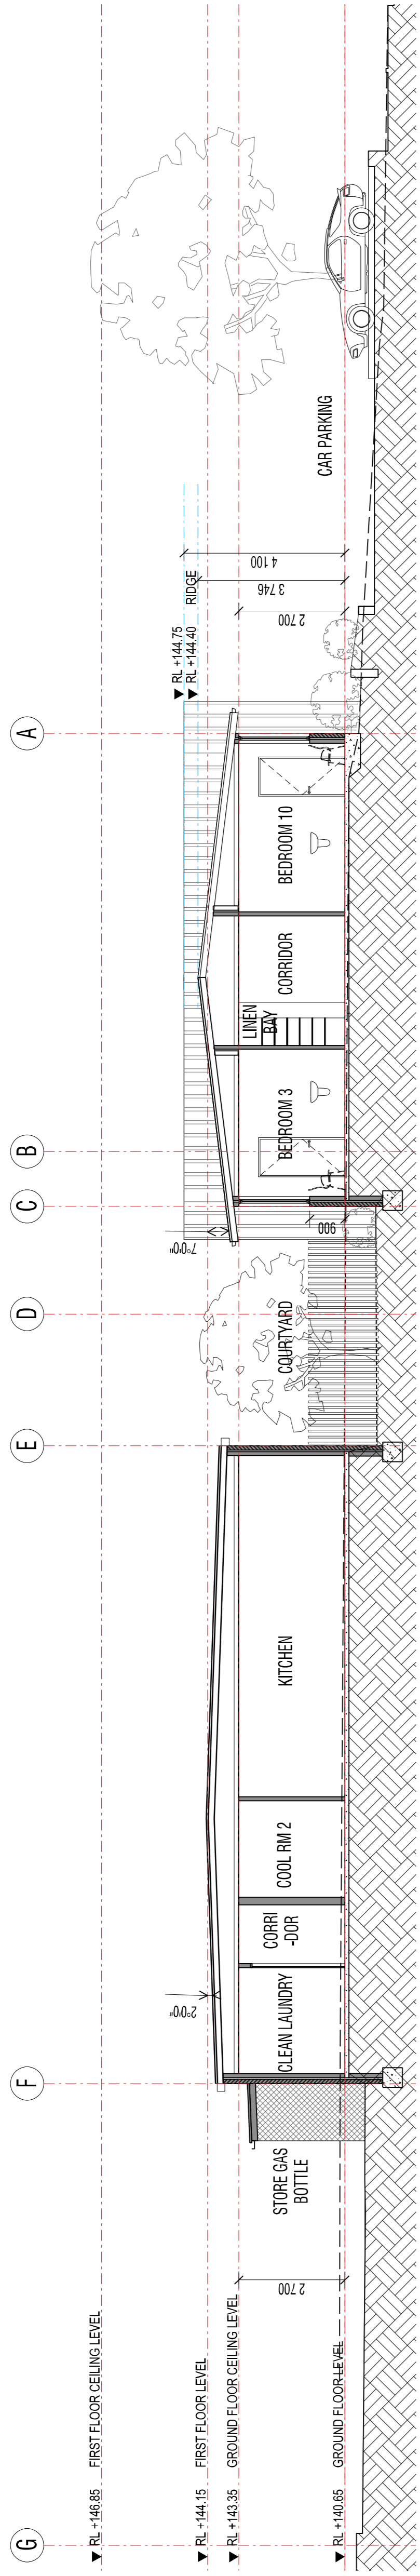 G
F
E
D
C
B
A
RL +146.85 FIRST FLOOR CEILING LEVEL
RL +144.15 FIRST FLOOR LEVEL
RL +143.35 GROUND FLOOR CEILING LEVEL
RL +140.65 GROUND FLOOR LEVEL
2 700
STORE GAS
BOTTLE
2°0'0"
CLEAN LAUNDRY
CORRI
-DOR
COOL RM 2
KITCHEN
COURTYARD
7°0'0"
900
BEDROOM 3
LINEN
BAY
CORRIDOR
BEDROOM 10
RL +144.75
RL +144.40 RIDGE
2 700
3 746
4 100
CAR PARKING